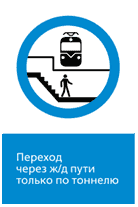 Переход
через ж/д пути
только по тоннелю